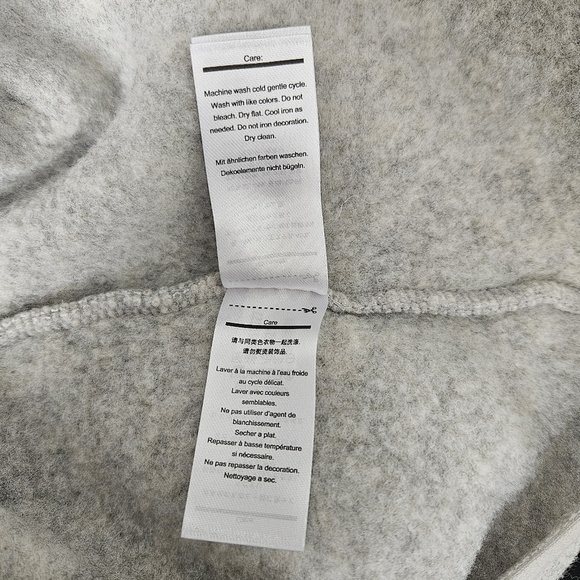 Care:
Machine wash cold gentle cycle.
Wash with like colors. Do not
bleach. Dry flat. Cool iron as
needed. Do not iron decoration.
Dry clean.
Mit ähnlichen farben waschen.
Dekoelemente nicht bügeln.
Care
请与同类色衣物一起洗涤.
请勿熨烫装饰品.
Laver à la machine à l'eau froide
au cycle délicat.
Laver avec couleurs
semblables.
Ne pas utiliser d'agent de
blanchissement.
Secher a plat.
Repasser à basse température
si nécessaire.
Ne pas repasser la decoration.
Nettoyage a sec.